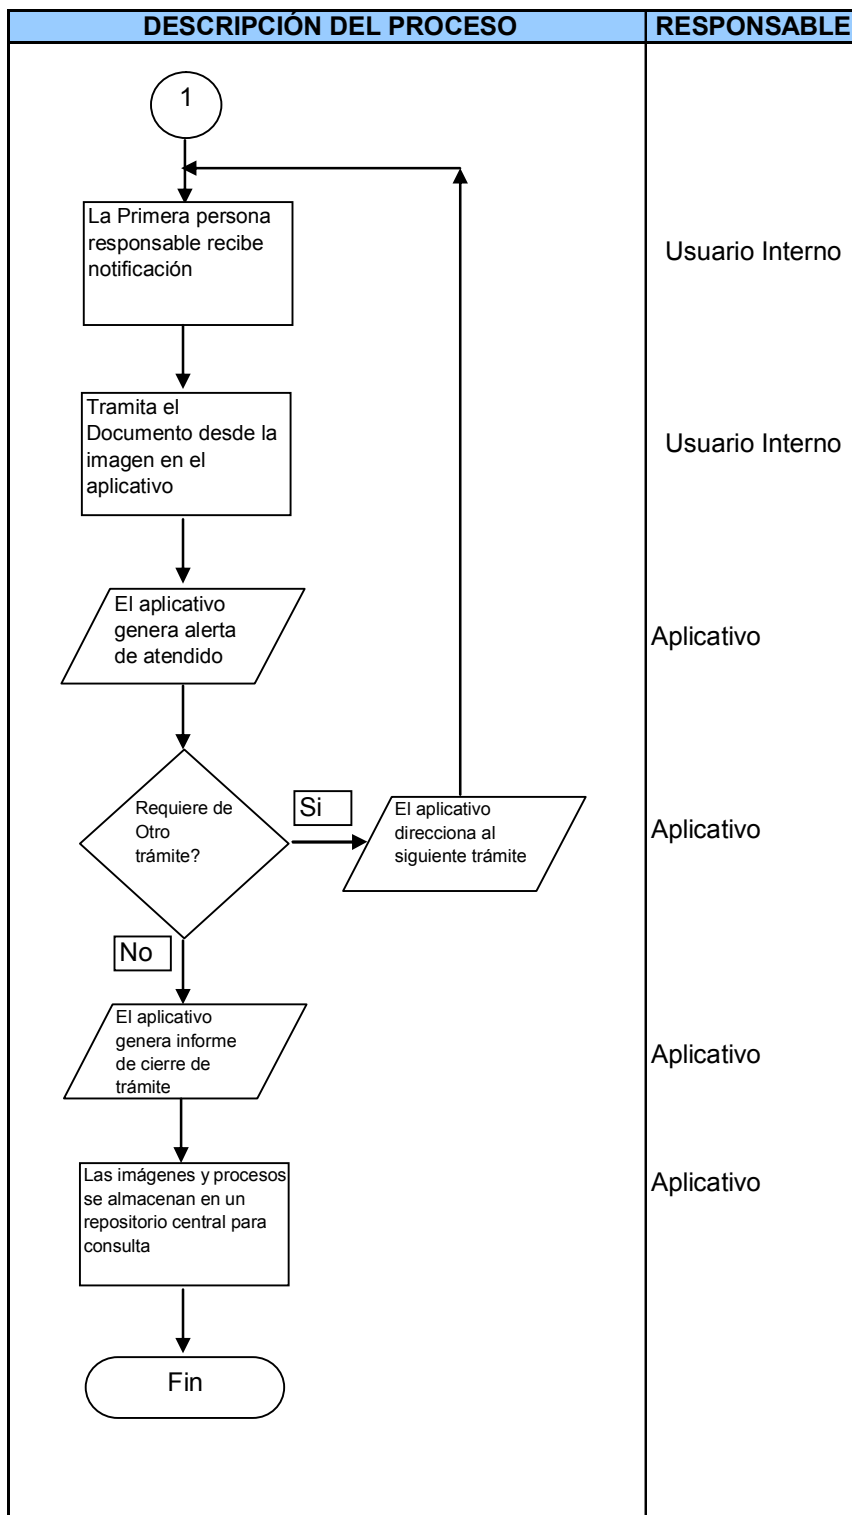 DESCRIPCIÓN DEL PROCESO
RESPONSABLE
1
La Primera persona
responsable recibe
notificación
Usuario Interno
Tramita el
Documento desde la
imagen en el
aplicativo
Usuario Interno
El aplicativo
genera alerta
de atendido
Aplicativo
Requiere de
Otro
trámite?
Si
El aplicativo
direcciona al
siguiente trámite
Aplicativo
No
El aplicativo
genera informe
de cierre de
trámite
Aplicativo
Las imágenes y procesos
se almacenan en un
repositorio central para
consulta
Aplicativo
Fin